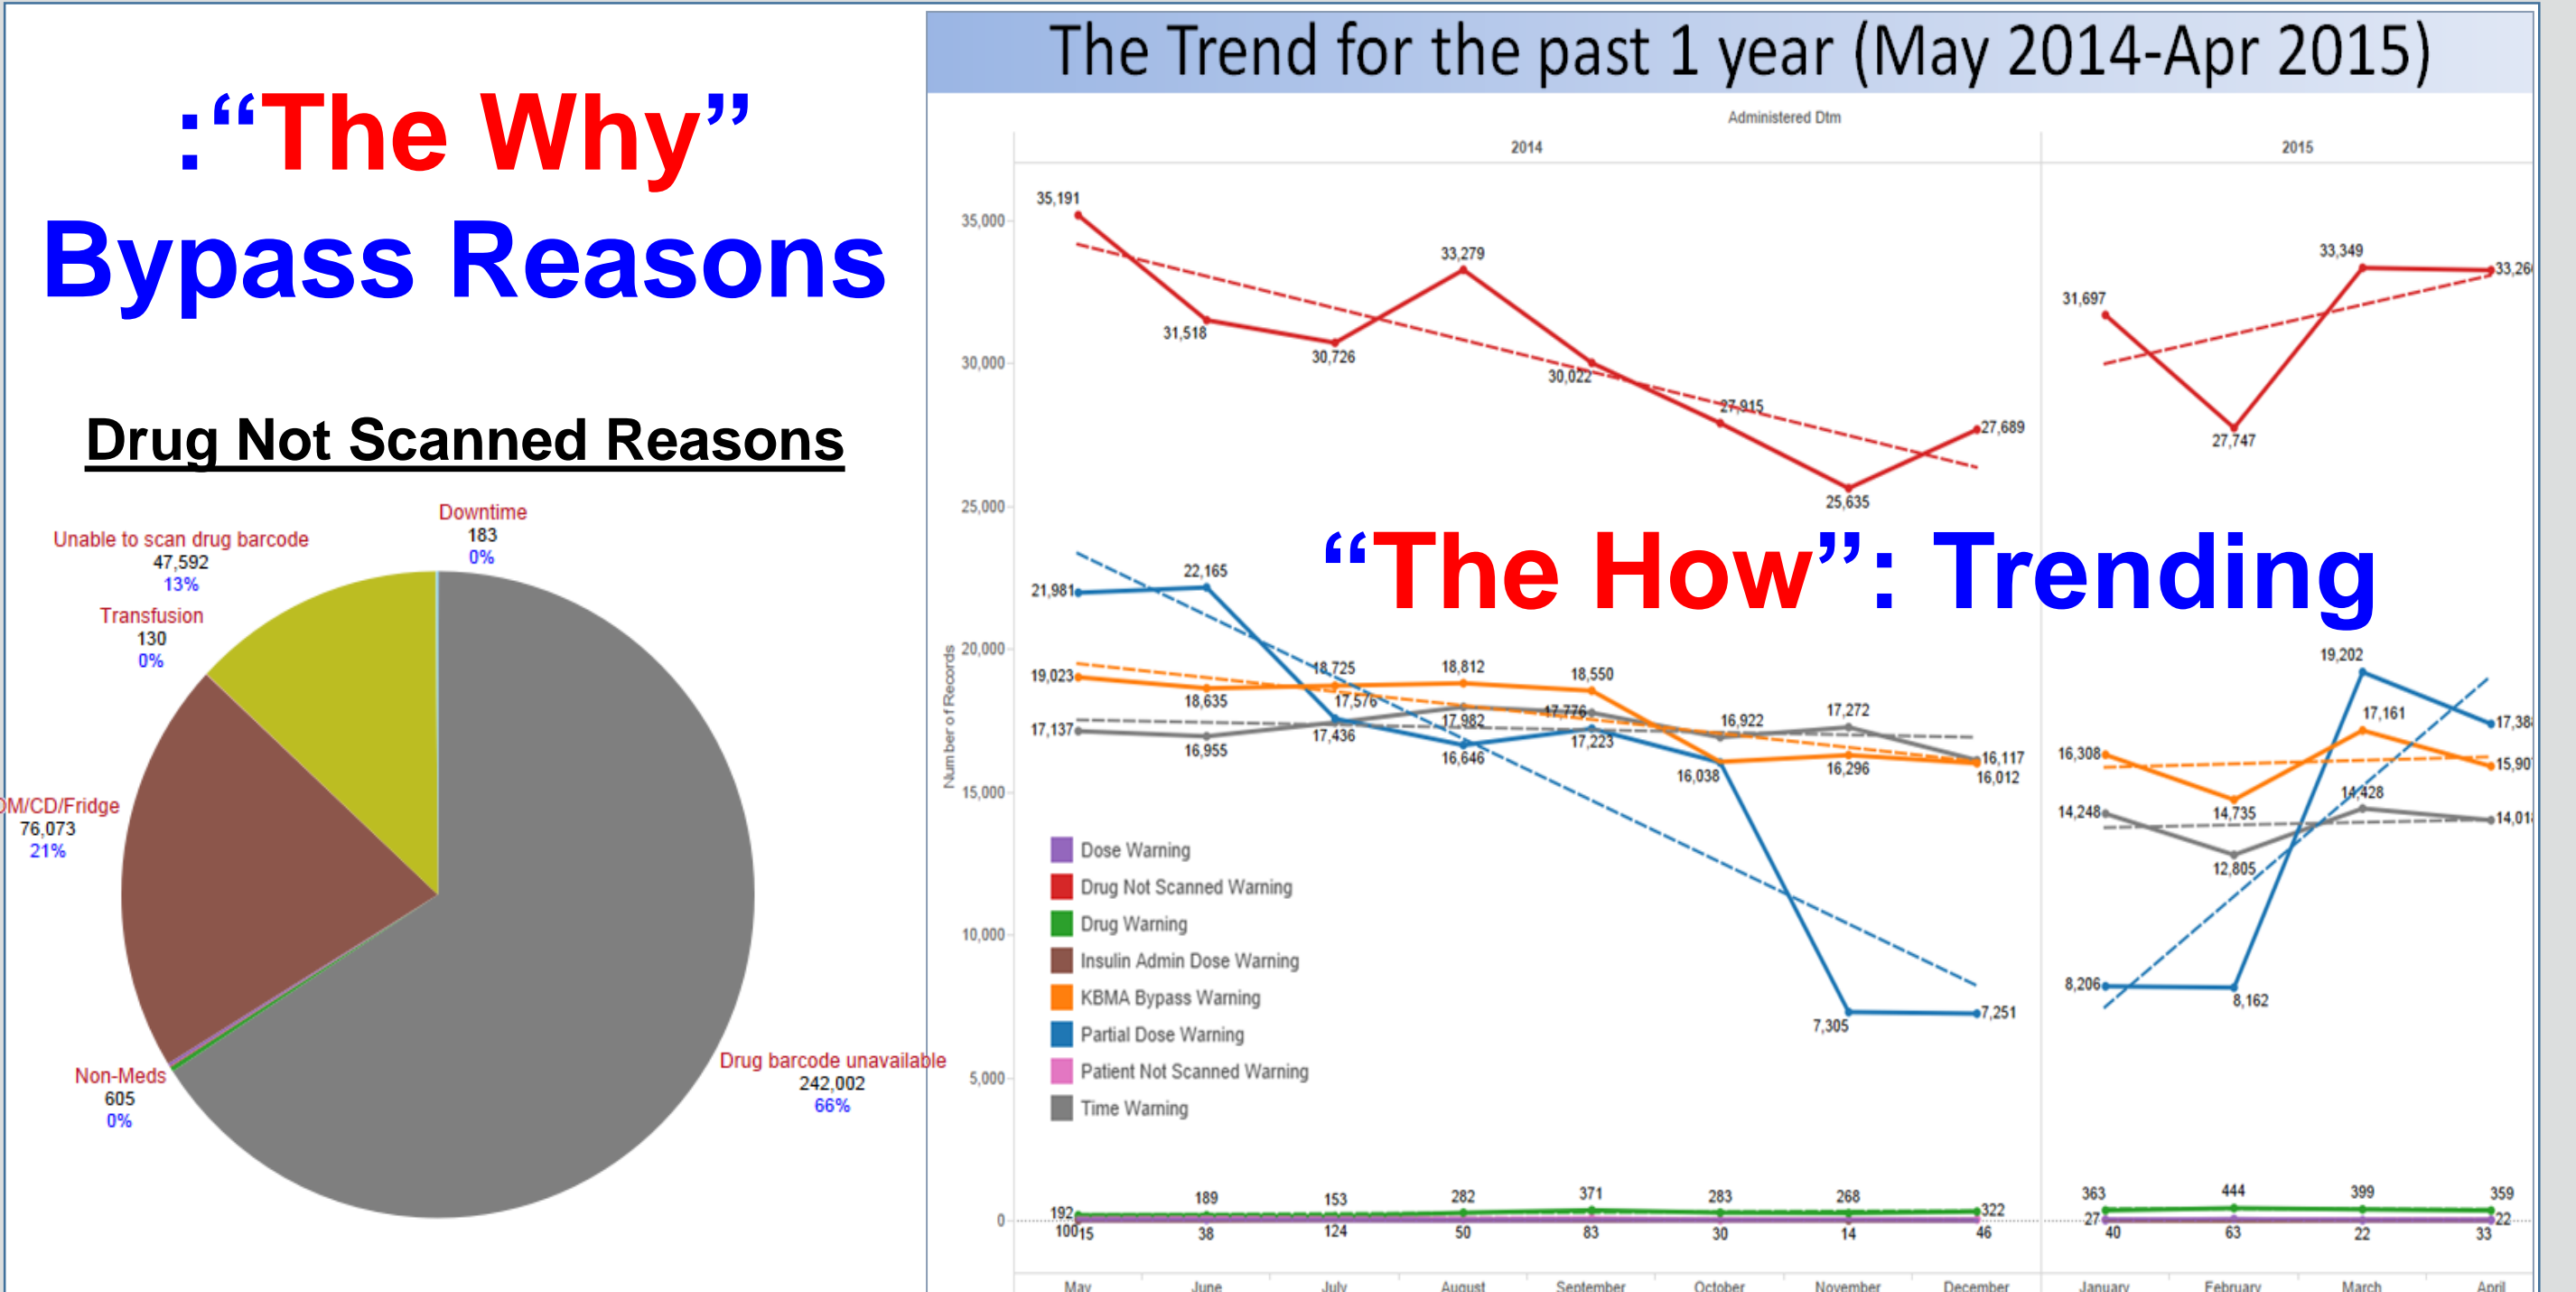 :“The Why”
Bypass Reasons
Drug Not Scanned Reasons
Downtime
183
0%
Unable to scan drug barcode
47,592
13%
Transfusion
130
0%
76,073
21%
Non-Meds
605
0%
Drug barcode unavailable
242,002
66%
The Trend for the past 1 year (May 2014-Apr 2015)
Administered Dtm
2014 2015
“The How”: Trending
Number of Records
35,000
30,000
25,000
20,000
15,000
10,000
5,000
0
35,191 31,518 30,726 33,279 30,022 27,915 25,635 27,689 31,697 27,747 33,349
21,981 22,165 17,576 16,646 17,223 16,038 7,305 7,251 8,206 8,162 19,202
19,023 18,635 18,725 18,812 18,550 16,296 16,012 16,308 14,735 17,161
17,137 16,955 17,436 17,982 17,776 16,922 17,272 16,117 14,248 12,805 14,428
Dose Warning
Drug Not Scanned Warning
Drug Warning
Insulin Admin Dose Warning
KBMA Bypass Warning
Partial Dose Warning
Patient Not Scanned Warning
Time Warning
192 189 153 282 371 283 268 322 363 444 399 359
27 22
100 15 38 124 50 83 30 14 46 40 63 22 33
May June July August September October November December January February March April